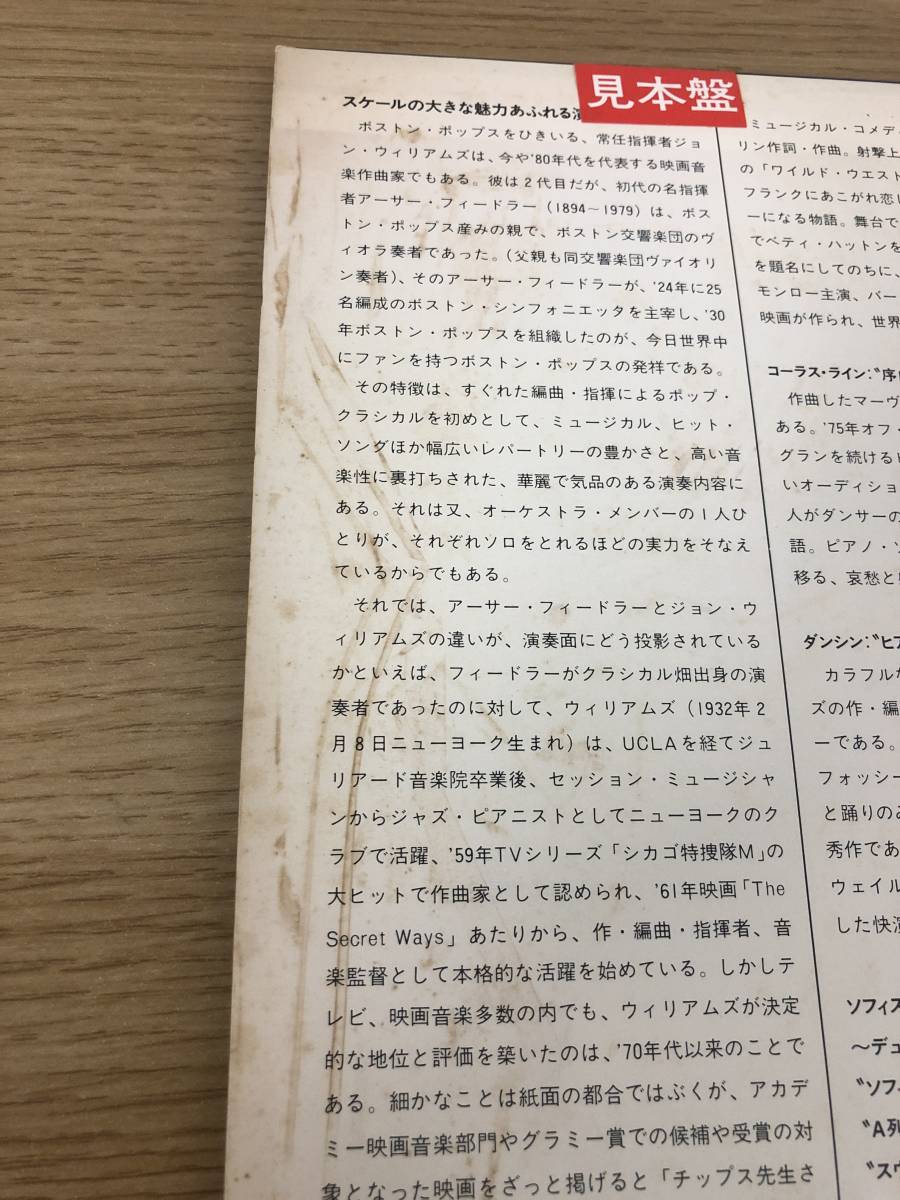 見本盤
スケールの大きな魅力あふれる
ボストン・ポップスをひきいる、常任指揮者ジョ
ン・ウィリアムズは、今や'80年代を代表する映画音
楽作曲家でもある。彼は2代目だが、初代の名指揮
者アーサー・フィードラー（1894〜1979）は、ボス
トン・ポップス産みの親で、ボストン交響楽団のヴ
ィオラ奏者であった。（父親も同交響楽団ヴァイオリ
ン奏者）、そのアーサー・フィードラーが、'24年に25
名編成のボストン・シンフォニエッタを主宰し、'30
年ボストン・ポップスを組織したのが、今日世界中
にファンを持つボストン・ポップスの発祥である。
その特徴は、すぐれた編曲・指揮によるポップ・
クラシカルを初めとして、ミュージカル、ヒット・
ソングほか幅広いレパートリーの豊かさと、高い音
楽性に裏打ちされた、華麗で気品のある演奏内容に
ある。それは又、オーケストラ・メンバーの1人ひ
とりが、それぞれソロをとれるほどの実力をそなえ
ているからでもある。
それでは、アーサー・フィードラーとジョン・ウ
ィリアムズの違いが、演奏面にどう投影されている
かといえば、フィードラーがクラシカル畑出身の演
奏者であったのに対して、ウィリアムズ（1932年2
月8日ニューヨーク生まれ）は、UCLAを経てジュ
リアード音楽院卒業後、セッション・ミュージシャ
ンからジャズ・ピアニストとしてニューヨークのク
ラブで活躍、'59年TVシリーズ「シカゴ特捜隊M」の
大ヒットで作曲家として認められ、'61年映画「The
Secret Ways」あたりから、作・編曲・指揮者、音
楽監督として本格的な活躍を始めている。しかしテ
レビ、映画音楽多数の内でも、ウィリアムズが決定
的な地位と評価を築いたのは、'70年代以来のことで
ある。細かなことは紙面の都合ではぶくが、アカデ
ミー映画音楽部門やグラミー賞での候補や受賞の対
象となった映画をざっと掲げると「チップス先生さ
ミュージカル・コメデ
リン作詞・作曲。射撃上
の「ワイルド・ウエスト
フランクにあこがれ恋
ーになる物語。舞台で
でベティ・ハットンを
を題名にしてのちに、
モンロー主演、バー
映画が作られ、世界
コーラス・ライン：“序
作曲したマーヴ
ある。'75年オフ・
グランを続ける
いオーディショ
人がダンサーの
語。ピアノ・ソ
移る、哀愁と
ダンシン：“ヒ
カラフルな
ズの作・編
ーである。
フォッシー
と踊りの
秀作であ
ウェイル
した快演
ソフィス
〜デュ
“ソフィ
“A列
“スウ